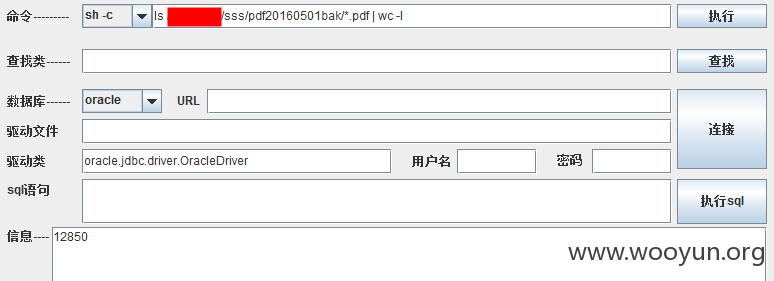 命令--------- sh -c ls /sss/pdf20160501bak/*.pdf | wc -l 执行
查找类------ 查找
数据库------ oracle URL 连接
驱动文件
驱动类 oracle.jdbc.driver.OracleDriver 用户名 密码
sql语句 执行sql
信息---- 12850
www.wooyun.org